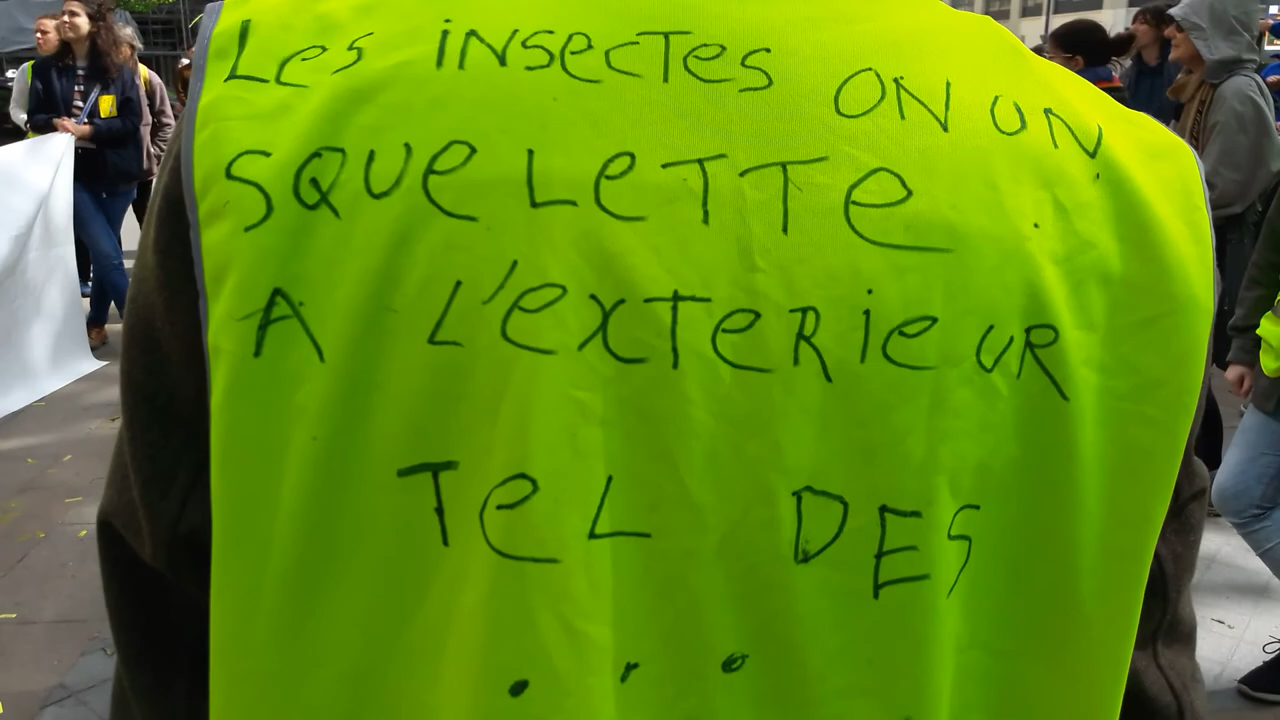 Les iNsecTes ON UN
SQUeLeTTe
A L'exTeRieUR
TeL DES
...